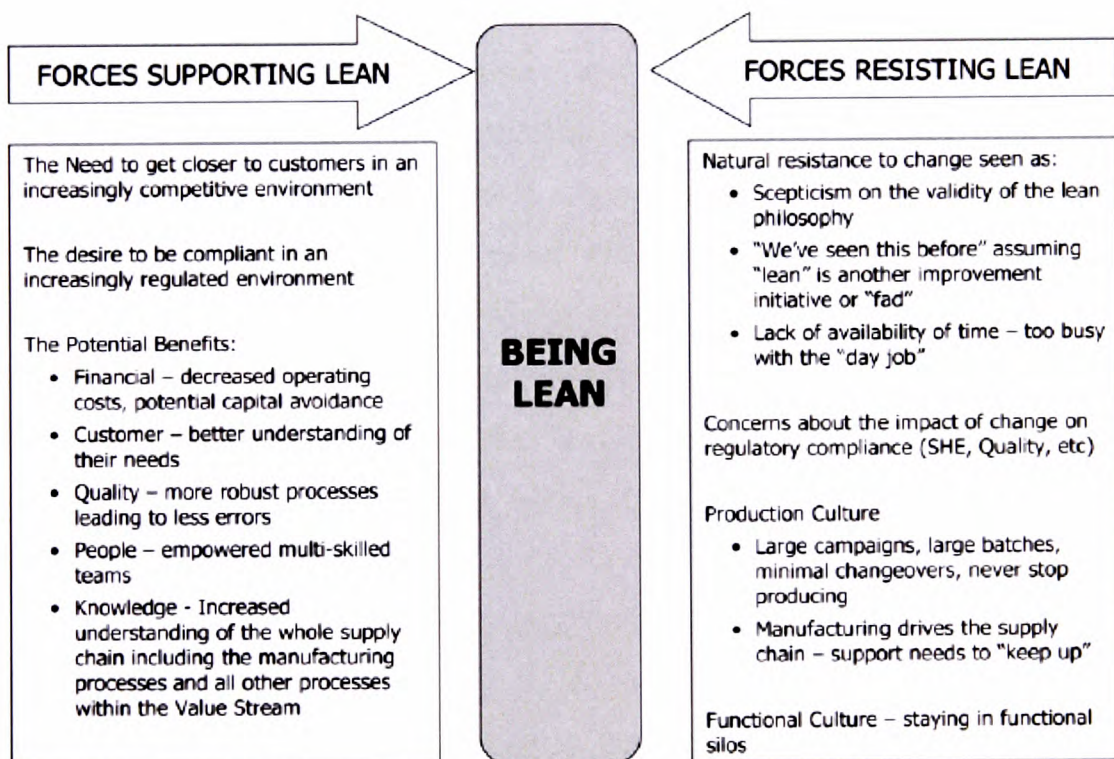 FORCES SUPPORTING LEAN
The Need to get closer to customers in an
increasingly competitive environment
The desire to be compliant in an
increasingly regulated environment
The Potential Benefits:
• Financial – decreased operating
costs, potential capital avoidance
• Customer – better understanding of
their needs
• Quality – more robust processes
leading to less errors
• People – empowered multi-skilled
teams
• Knowledge - Increased
understanding of the whole supply
chain including the manufacturing
processes and all other processes
within the Value Stream
BEING
LEAN
FORCES RESISTING LEAN
Natural resistance to change seen as:
• Scepticism on the validity of the lean
philosophy
• "We've seen this before" assuming
"lean" is another improvement
initiative or "fad"
• Lack of availability of time – too busy
with the "day job"
Concerns about the impact of change on
regulatory compliance (SHE, Quality, etc)
Production Culture
• Large campaigns, large batches,
minimal changeovers, never stop
producing
• Manufacturing drives the supply
chain – support needs to "keep up"
Functional Culture – staying in functional
silos